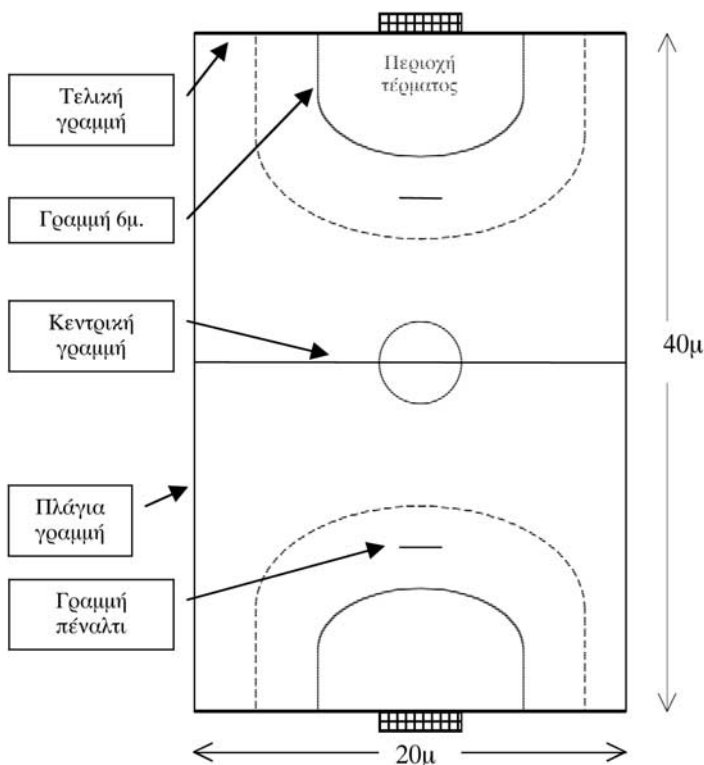 Περιοχή
τέρματος
Τελική
γραμμή
Γραμμή 6μ.
Κεντρική
γραμμή
40μ
Πλάγια
γραμμή
Γραμμή
πέναλτι
20μ